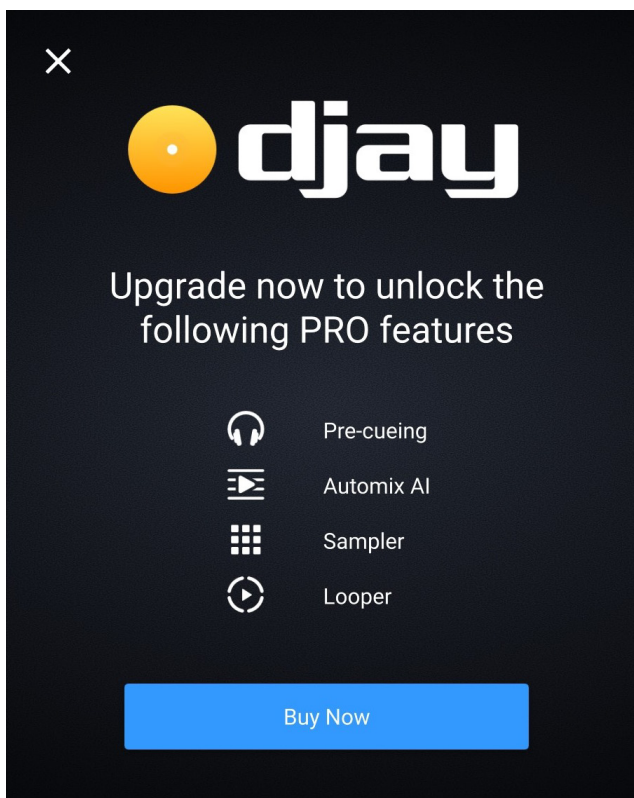 djay
Upgrade now to unlock the
following PRO features
Pre-cueing
Automix AI
Sampler
Looper
Buy Now